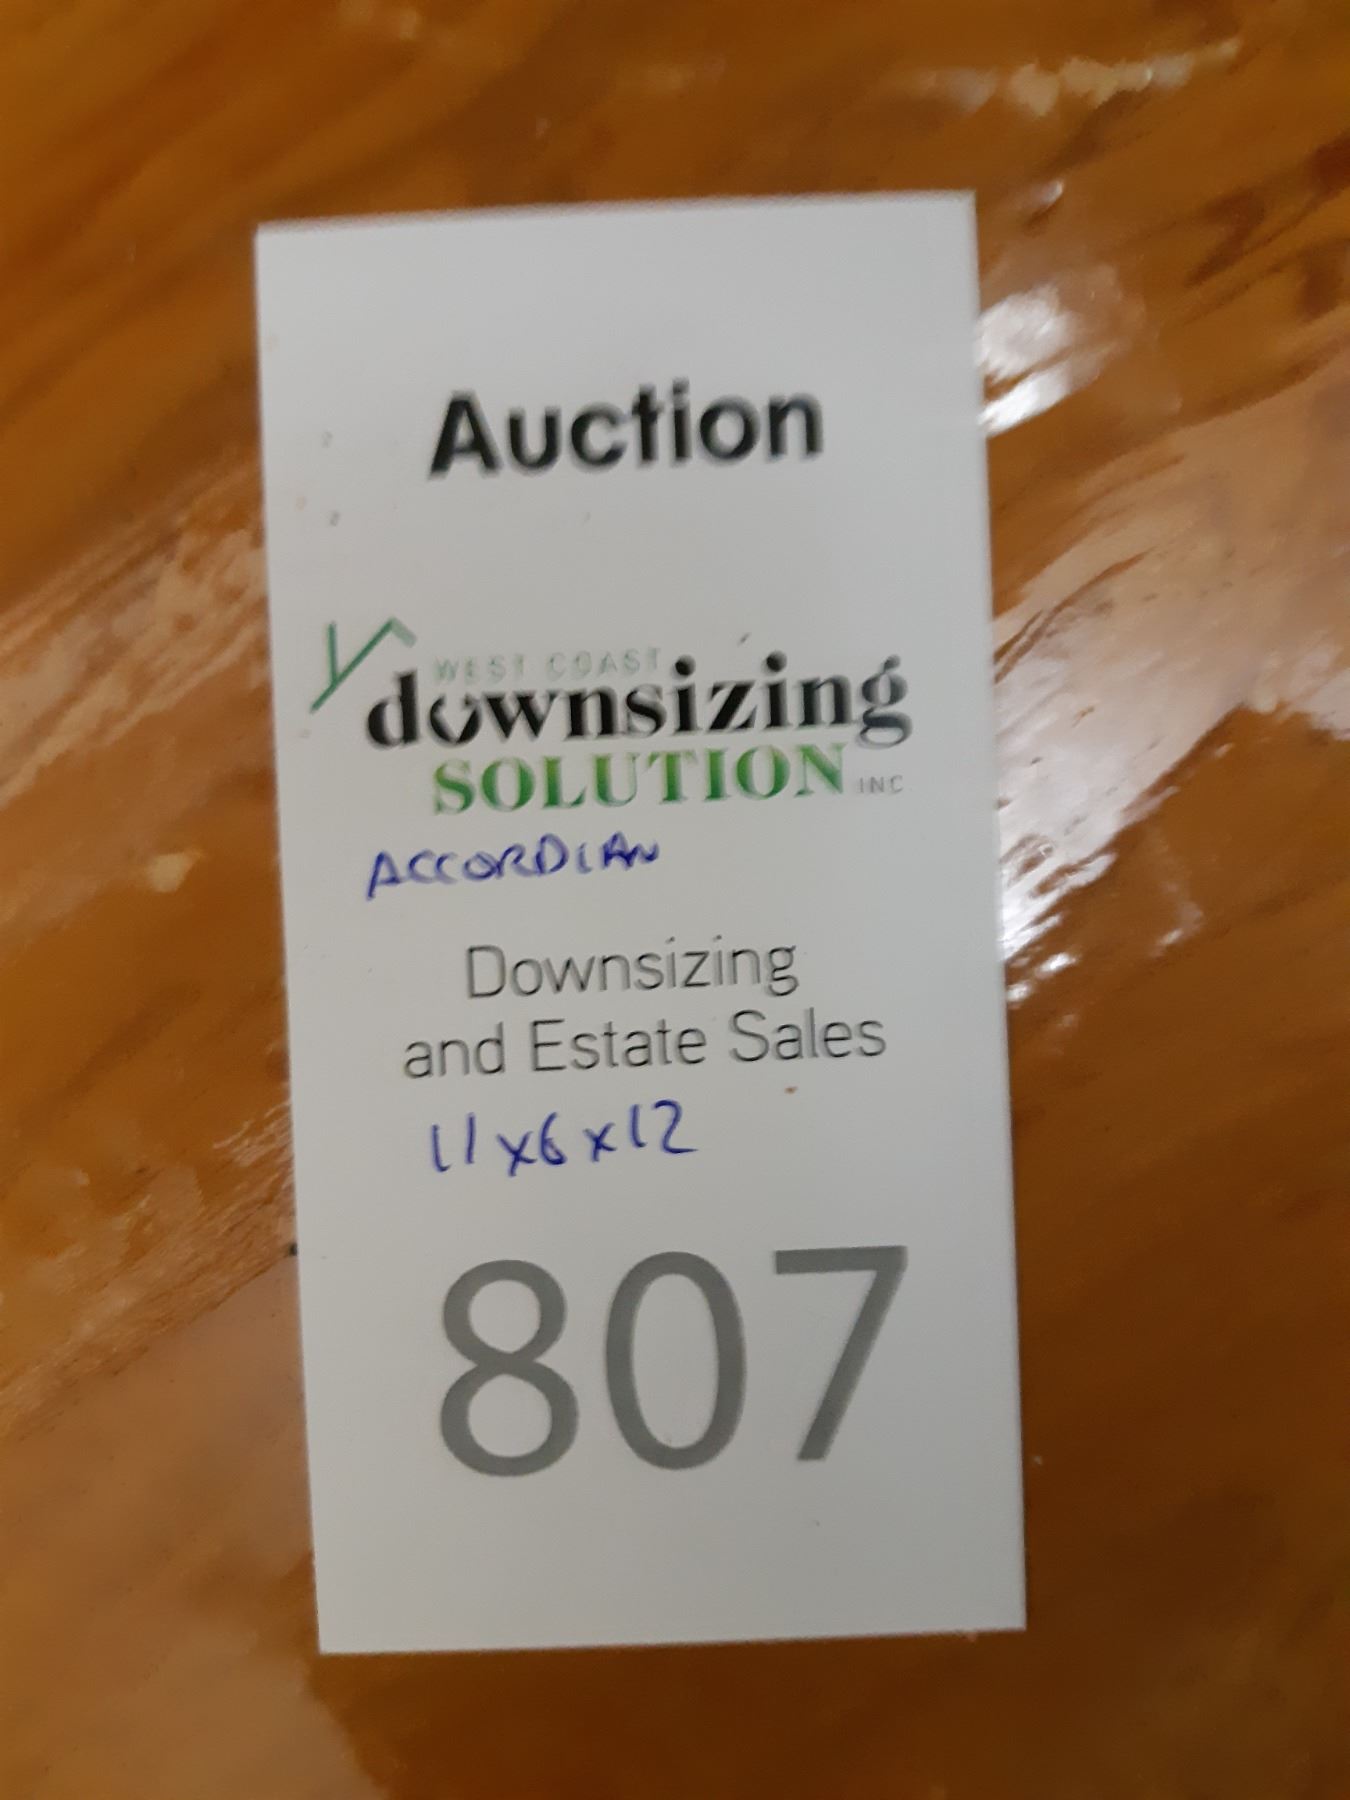 Auction
WEST COAST
downsizing
SOLUTION INC
ACCORDIAN
Downsizing
and Estate Sales
11x6x12
807